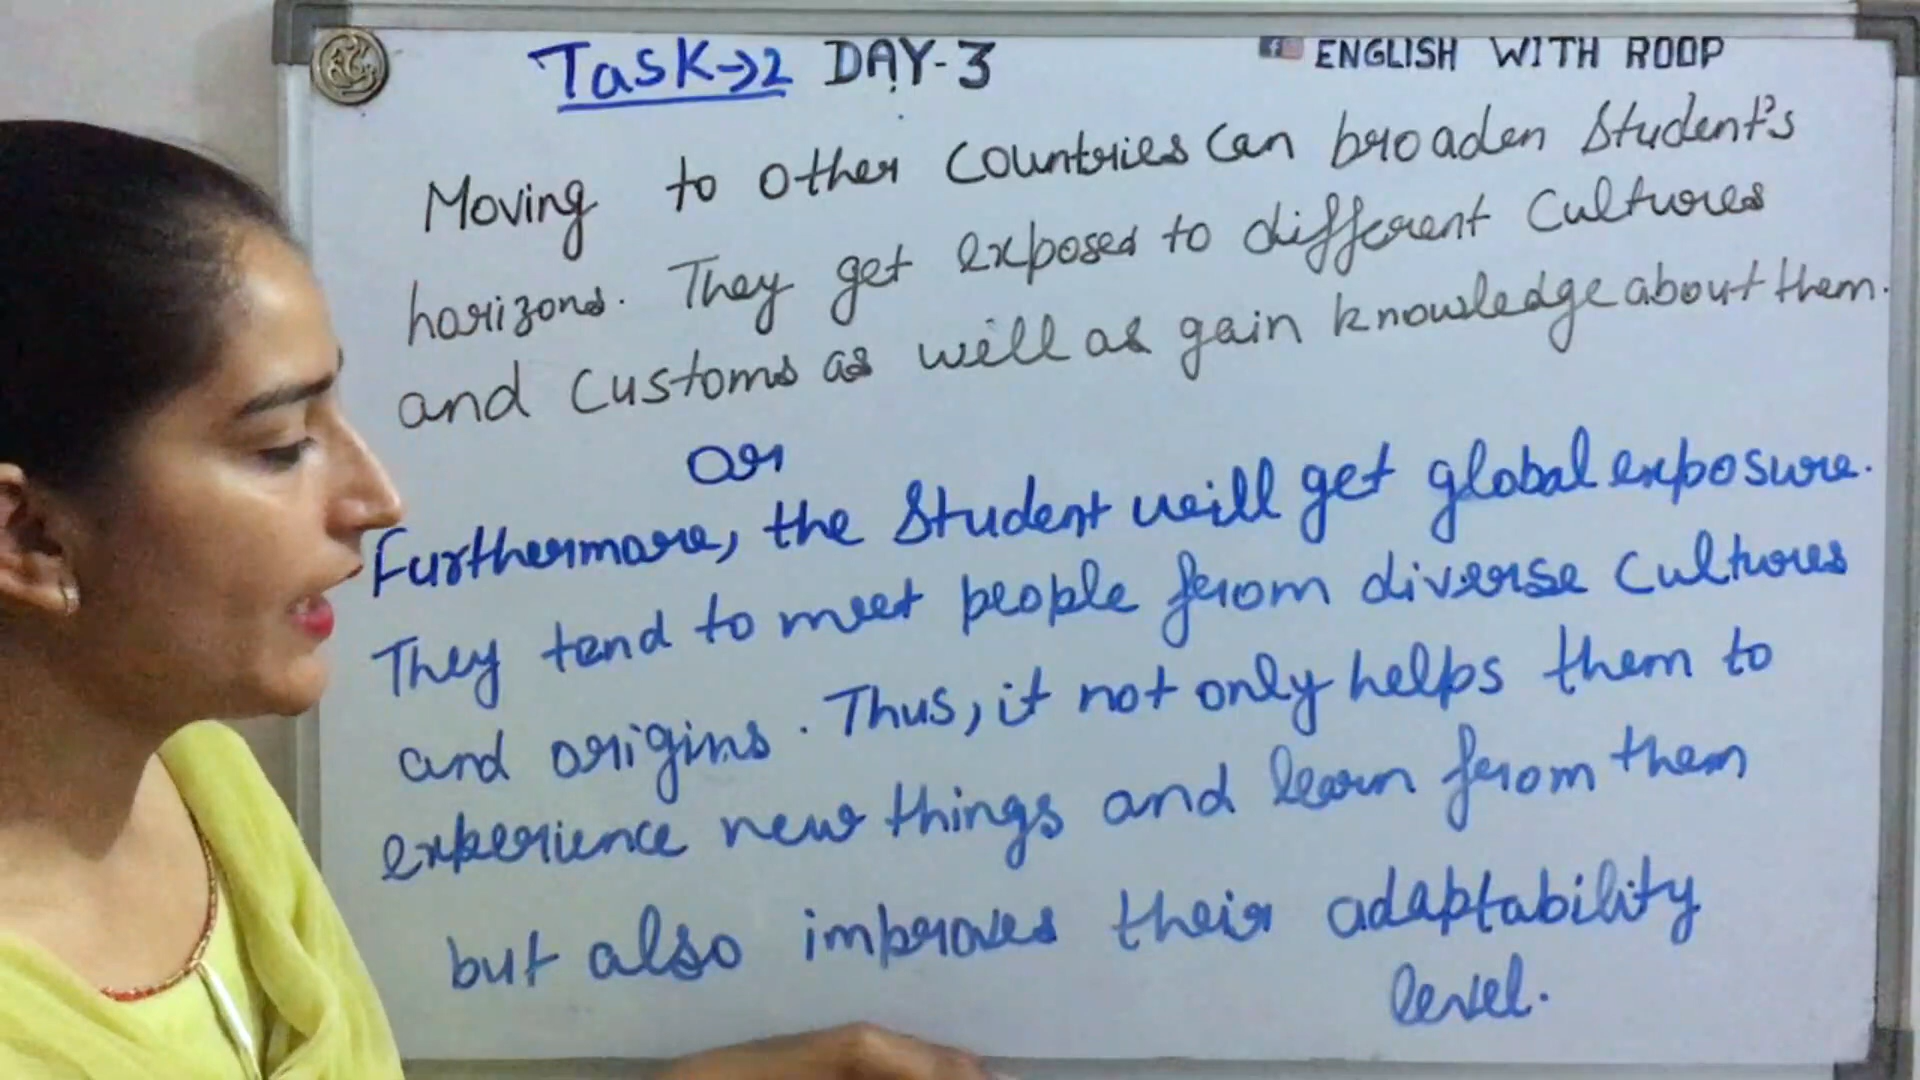 Task→2 DAY-3
ENGLISH WITH ROOP
Moving to other Countries Can broaden Student's
horizons. They get exposed to different Cultures
and Customs as well as gain knowledge about them.
or
Furthermore, the Student will get global exposure.
They tend to meet people from diverse Cultures
and origins. Thus, it not only helps them to
experience new things and learn from them
but also improves their adaptability
level.